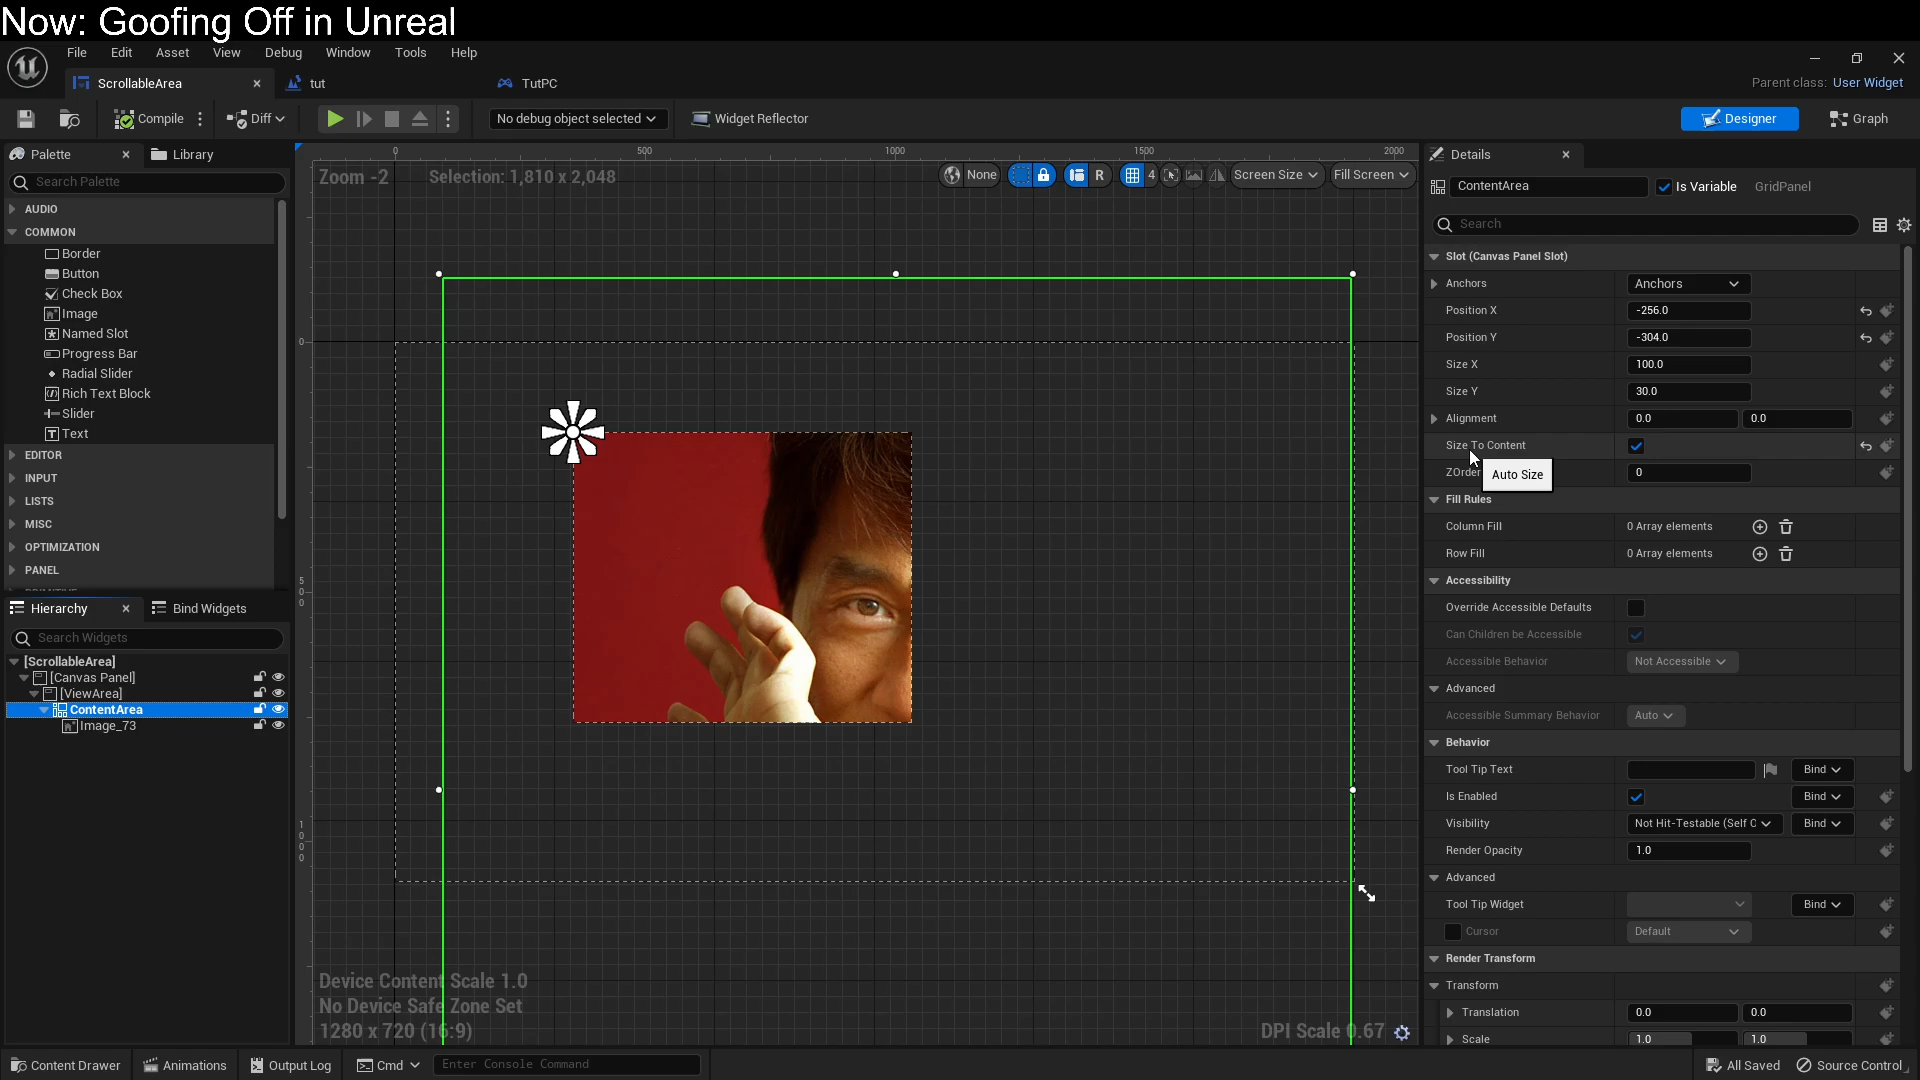 Now: Goofing Off in Unreal
File Edit Asset View Debug Window Tools Help
ScrollableArea tut TutPC
Parent class: User Widget
Compile Diff No debug object selected Widget Reflector Designer Graph
Palette Library
Search Palette
AUDIO
COMMON
Border
Button
Check Box
Image
Named Slot
Progress Bar
Radial Slider
Rich Text Block
Slider
Text
EDITOR
INPUT
LISTS
MISC
OPTIMIZATION
PANEL
Hierarchy Bind Widgets
Search Widgets
[ScrollableArea]
[Canvas Panel]
[ViewArea]
ContentArea
Image_73
0 500 1000 1500 2000
Zoom -2 Selection: 1,810 x 2,048
None R 4 Screen Size Fill Screen
0
500
1000
Device Content Scale 1.0
No Device Safe Zone Set
1280 x 720 (16:9)
DPI Scale 0.67
Details
ContentArea Is Variable GridPanel
Search
Slot (Canvas Panel Slot)
Anchors Anchors
Position X -256.0
Position Y -304.0
Size X 100.0
Size Y 30.0
Alignment 0.0 0.0
Size To Content
ZOrder 0
Auto Size
Fill Rules
Column Fill 0 Array elements
Row Fill 0 Array elements
Accessibility
Override Accessible Defaults
Can Children be Accessible
Accessible Behavior Not Accessible
Advanced
Accessible Summary Behavior Auto
Behavior
Tool Tip Text Bind
Is Enabled Bind
Visibility Not Hit-Testable (Self C Bind
Render Opacity 1.0
Advanced
Tool Tip Widget Bind
Cursor Default
Render Transform
Transform
Translation 0.0 0.0
Scale 1.0 1.0
Content Drawer Animations Output Log Cmd Enter Console Command All Saved Source Control